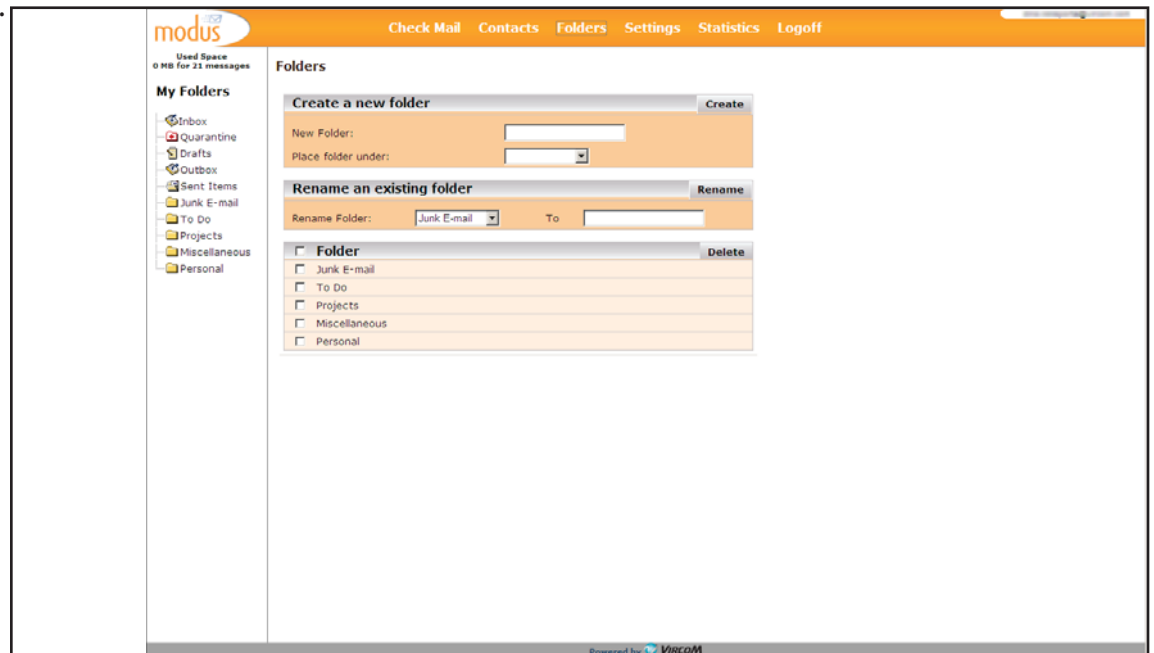 modus
Check Mail Contacts Folders Settings Statistics Logoff
Used Space
0 MB for 21 messages
My Folders
Inbox
Quarantine
Drafts
Outbox
Sent Items
Junk E-mail
To Do
Projects
Miscellaneous
Personal
Folders
Create a new folder Create
New Folder:
Place folder under:
Rename an existing folder Rename
Rename Folder: Junk E-mail To
Folder Delete
Junk E-mail
To Do
Projects
Miscellaneous
Personal
Powered by VIRCOM